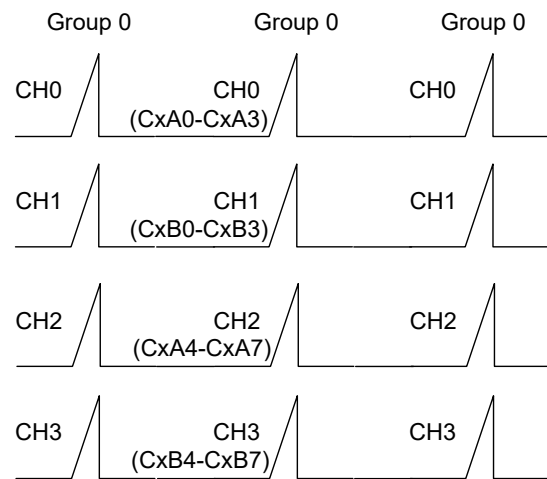 Group 0 Group 0 Group 0
CH0 CH0 CH0
(CxA0-CxA3)
CH1 CH1 CH1
(CxB0-CxB3)
CH2 CH2 CH2
(CxA4-CxA7)
CH3 CH3 CH3
(CxB4-CxB7)